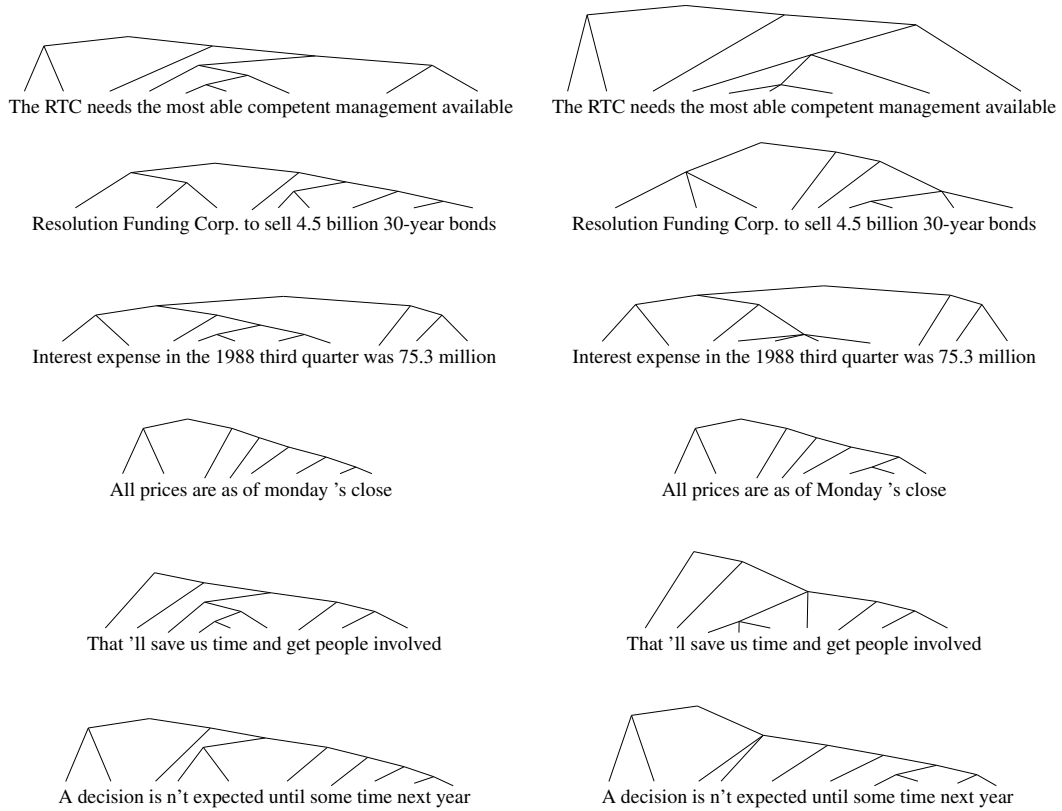 The RTC needs the most able competent management available
The RTC needs the most able competent management available
Resolution Funding Corp. to sell 4.5 billion 30-year bonds
Resolution Funding Corp. to sell 4.5 billion 30-year bonds
Interest expense in the 1988 third quarter was 75.3 million
Interest expense in the 1988 third quarter was 75.3 million
All prices are as of monday 's close
All prices are as of Monday 's close
That 'll save us time and get people involved
That 'll save us time and get people involved
A decision is n't expected until some time next year
A decision is n't expected until some time next year